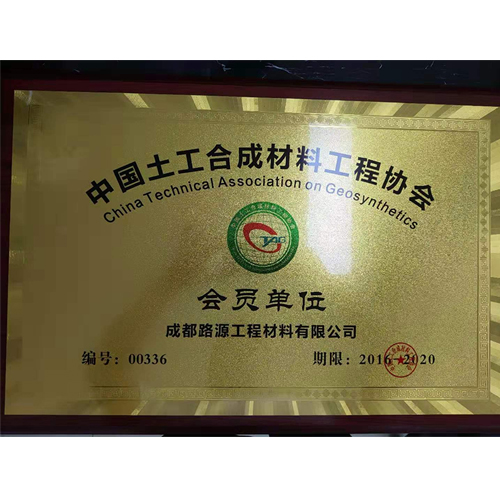 中国土工合成材料工程协会
China Technical Association on Geosynthetics
会员单位
成都路源工程材料有限公司
编号：00336
期限：2016-2020